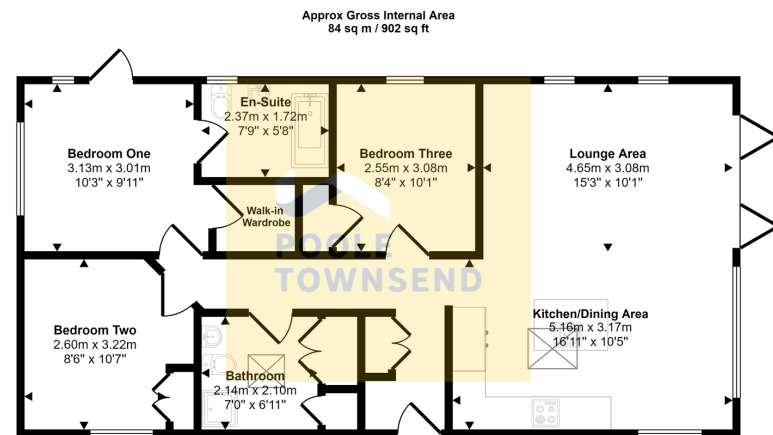 Approx Gross Internal Area
84 sq m / 902 sq ft
En-Suite
2.37m x 1.72m
7'9" x 5'8"
Bedroom One
3.13m x 3.01m
10'3" x 9'11"
Bedroom Three
2.55m x 3.08m
8'4" x 10'1"
Lounge Area
4.65m x 3.08m
15'3" x 10'1"
Walk-in
Wardrobe
POOLE
TOWNSEND
Bedroom Two
2.60m x 3.22m
8'6" x 10'7"
Kitchen/Dining Area
5.16m x 3.17m
16'11" x 10'5"
Bathroom
2.14m x 2.10m
7'0" x 6'11"